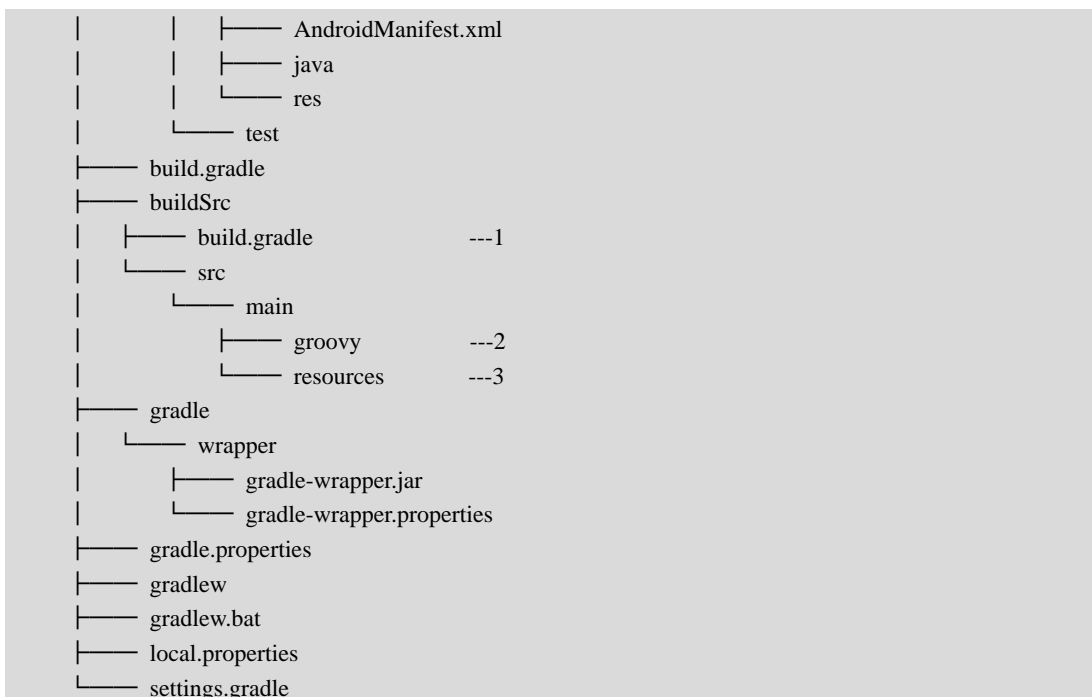 │ │ ├── AndroidManifest.xml
│ │ ├── java
│ │ └── res
│ └── test
├── build.gradle
├── buildSrc
│ ├── build.gradle ---1
│ └── src
│ └── main
│ ├── groovy ---2
│ └── resources ---3
├── gradle
│ └── wrapper
│ ├── gradle-wrapper.jar
│ └── gradle-wrapper.properties
├── gradle.properties
├── gradlew
├── gradlew.bat
├── local.properties
└── settings.gradle